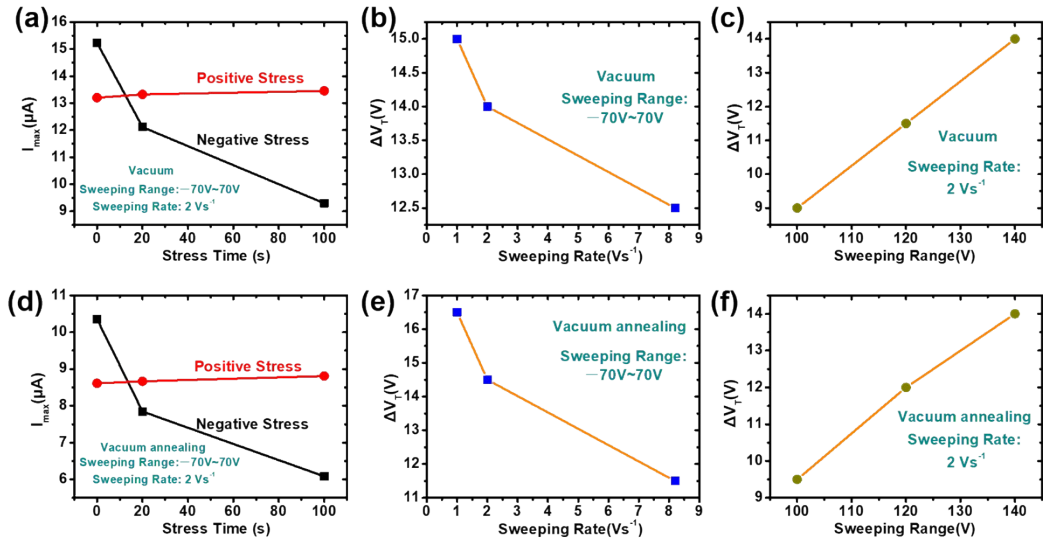 (a)
16
15
14
13
12
11
10
9
I_max(μA)
Positive Stress
Negative Stress
Vacuum
Sweeping Range:－70V~70V
Sweeping Rate: 2 Vs⁻¹
0 20 40 60 80 100
Stress Time (s)
(b)
15.0
14.5
14.0
13.5
13.0
12.5
ΔV_T(V)
Vacuum
Sweeping Range:
－70V~70V
0 1 2 3 4 5 6 7 8 9
Sweeping Rate(Vs⁻¹)
(c)
14
13
12
11
10
9
ΔV_T(V)
Vacuum
Sweeping Rate:
2 Vs⁻¹
100 110 120 130 140
Sweeping Range(V)
(d)
11
10
9
8
7
6
I_max(μA)
Positive Stress
Negative Stress
Vacuum annealing
Sweeping Range:－70V~70V
Sweeping Rate: 2 Vs⁻¹
0 20 40 60 80 100
Stress Time (s)
(e)
17
16
15
14
13
12
11
ΔV_T(V)
Vacuum annealing
Sweeping Range:
－70V~70V
0 1 2 3 4 5 6 7 8 9
Sweeping Rate(Vs⁻¹)
(f)
14
13
12
11
10
9
ΔV_T(V)
Vacuum annealing
Sweeping Rate:
2 Vs⁻¹
100 110 120 130 140
Sweeping Range(V)